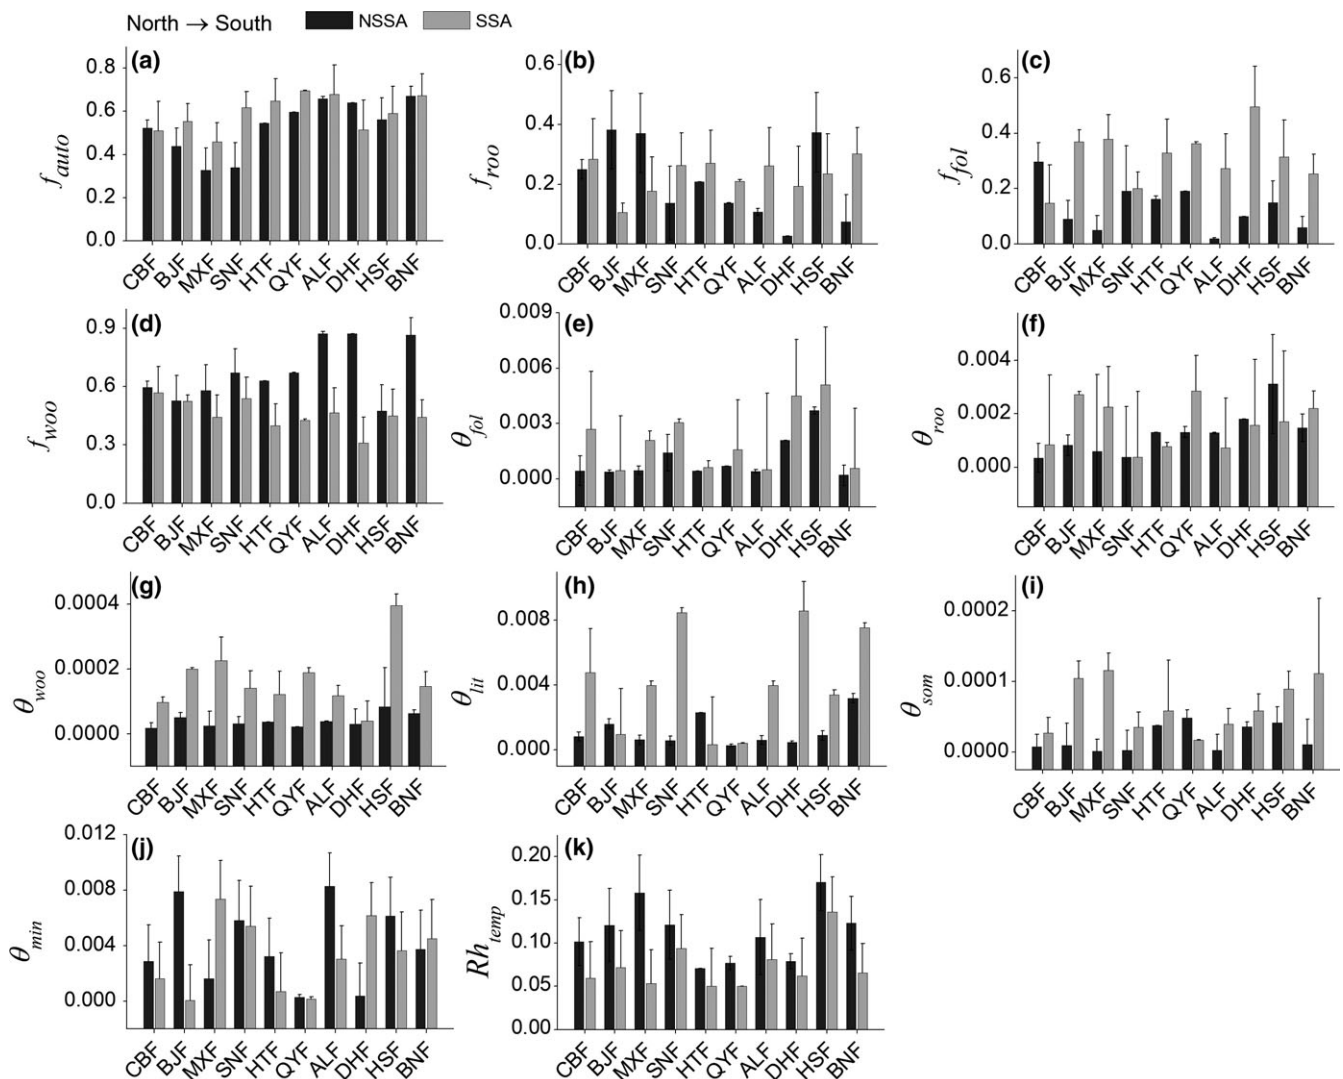 North → South NSSA SSA
(a)
f_auto
0.8
0.6
0.4
0.2
0.0
CBF BJF MXF SNF HTF QYF ALF DHF HSF BNF
(b)
f_roo
0.6
0.4
0.2
0.0
CBF BJF MXF SNF HTF QYF ALF DHF HSF BNF
(c)
f_fol
0.6
0.4
0.2
0.0
CBF BJF MXF SNF HTF QYF ALF DHF HSF BNF
(d)
f_woo
0.9
0.6
0.3
0.0
CBF BJF MXF SNF HTF QYF ALF DHF HSF BNF
(e)
θ_fol
0.009
0.006
0.003
0.000
CBF BJF MXF SNF HTF QYF ALF DHF HSF BNF
(f)
θ_roo
0.004
0.002
0.000
CBF BJF MXF SNF HTF QYF ALF DHF HSF BNF
(g)
θ_woo
0.0004
0.0002
0.0000
CBF BJF MXF SNF HTF QYF ALF DHF HSF BNF
(h)
θ_lit
0.008
0.004
0.000
CBF BJF MXF SNF HTF QYF ALF DHF HSF BNF
(i)
θ_som
0.0002
0.0001
0.0000
CBF BJF MXF SNF HTF QYF ALF DHF HSF BNF
(j)
θ_min
0.012
0.008
0.004
0.000
CBF BJF MXF SNF HTF QYF ALF DHF HSF BNF
(k)
Rh_temp
0.20
0.15
0.10
0.05
0.00
CBF BJF MXF SNF HTF QYF ALF DHF HSF BNF